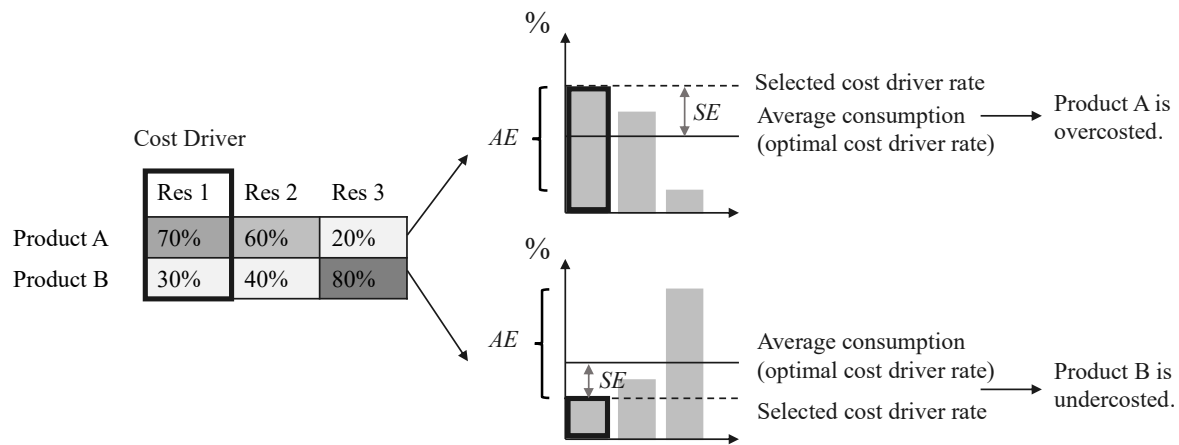 Cost Driver
Res 1 Res 2 Res 3
Product A 70% 60% 20%
Product B 30% 40% 80%
%
AE
SE
Selected cost driver rate
Average consumption
(optimal cost driver rate)
Product A is
overcosted.
%
AE
SE
Average consumption
(optimal cost driver rate)
Selected cost driver rate
Product B is
undercosted.